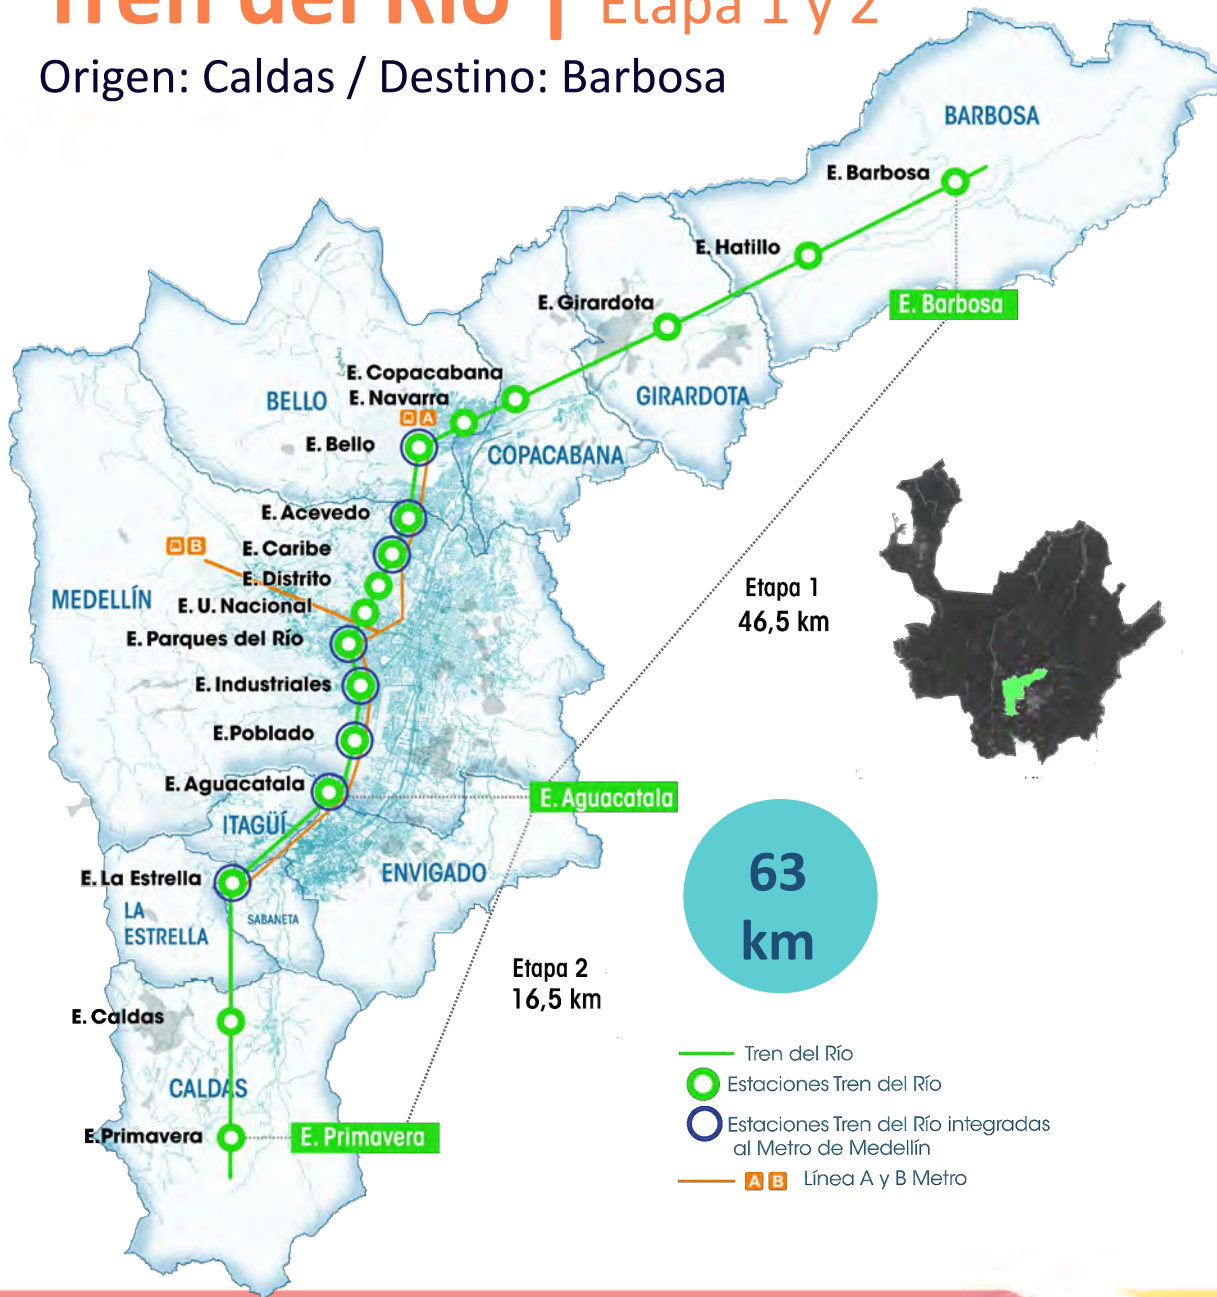 Tren del Río | Etapa 1 y 2
Origen: Caldas / Destino: Barbosa
BARBOSA
E. Barbosa
E. Hatillo
E. Girardota
E. Barbosa
E. Copacabana
BELLO
E. Navarra
GIRARDOTA
A
E. Bello
COPACABANA
E. Acevedo
B
E. Caribe
E. Distrito
Etapa 1
46,5 km
MEDELLÍN
E. U. Nacional
E. Parques del Río
E. Industriales
E.Poblado
E. Aguacatala
E. Aguacatala
ITAGÜÍ
63
km
ENVIGADO
E. La Estrella
LA
ESTRELLA
SABANETA
Etapa 2
16,5 km
E. Caldas
CALDAS
E.Primavera
E. Primavera
Tren del Río
Estaciones Tren del Río
Estaciones Tren del Río integradas
al Metro de Medellín
A B Línea A y B Metro